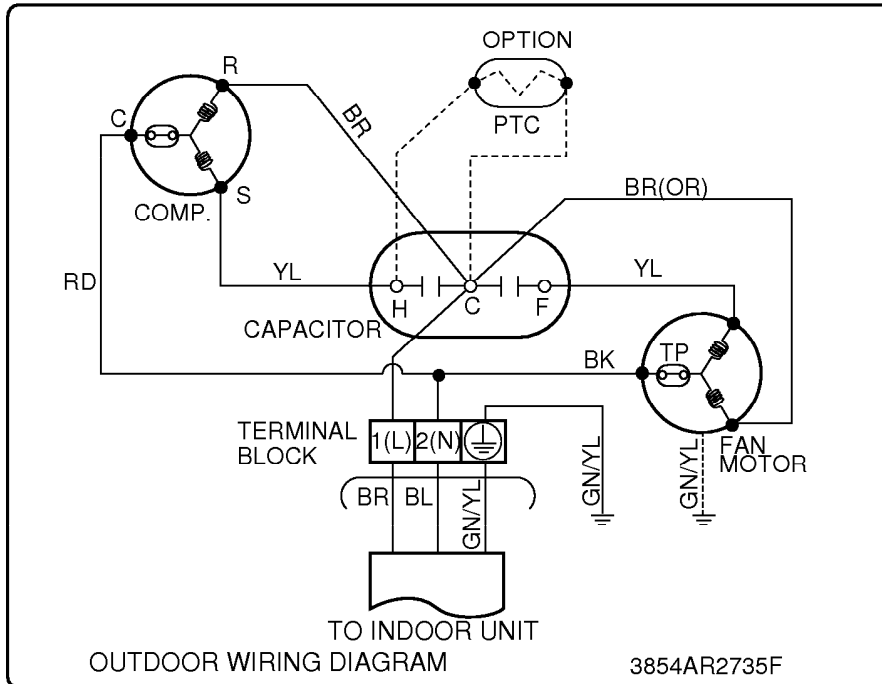 OPTION
PTC
R
C
S
COMP.
BR
BR(OR)
RD
YL
H
C
F
YL
CAPACITOR
BK
TP
FAN
MOTOR
TERMINAL
BLOCK
1(L) 2(N)
BR BL GN/YL
GN/YL
GN/YL
TO INDOOR UNIT
OUTDOOR WIRING DIAGRAM
3854AR2735F